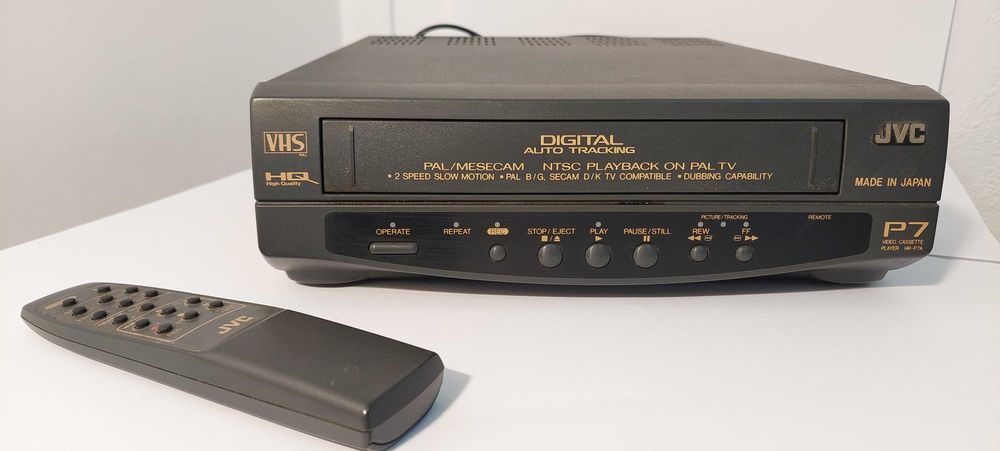 VHS
PAL
HQ
High Quality
DIGITAL
AUTO TRACKING
PAL/MESECAM NTSC PLAYBACK ON PAL TV
• 2 SPEED SLOW MOTION • PAL B/G, SECAM D/K TV COMPATIBLE • DUBBING CAPABILITY
JVC
MADE IN JAPAN
PICTURE/TRACKING
REMOTE
OPERATE REPEAT REC STOP/EJECT PLAY PAUSE/STILL REW FF
P7
VIDEO CASSETTE
PLAYER HR-P7A
JVC